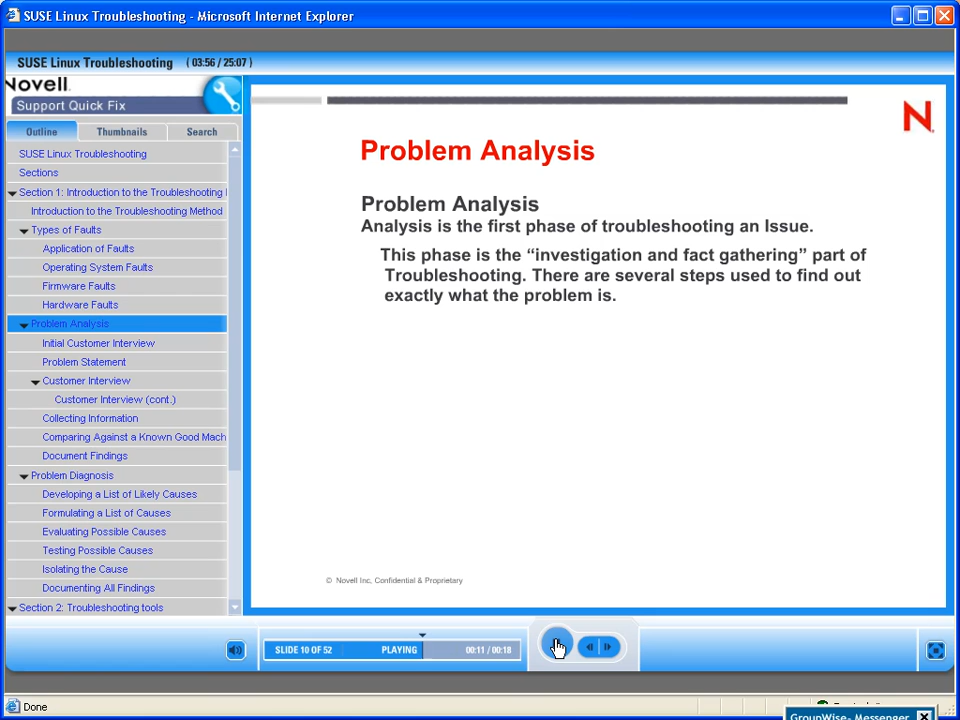 SUSE Linux Troubleshooting - Microsoft Internet Explorer
SUSE Linux Troubleshooting ( 03:56 / 25:07 )
Novell.
Support Quick Fix
Outline Thumbnails Search
SUSE Linux Troubleshooting
Sections
Section 1: Introduction to the Troubleshooting
Introduction to the Troubleshooting Method
Types of Faults
Application of Faults
Operating System Faults
Firmware Faults
Hardware Faults
Problem Analysis
Initial Customer Interview
Problem Statement
Customer Interview
Customer Interview (cont.)
Collecting Information
Comparing Against a Known Good Mach
Document Findings
Problem Diagnosis
Developing a List of Likely Causes
Formulating a List of Causes
Evaluating Possible Causes
Testing Possible Causes
Isolating the Cause
Documenting All Findings
Section 2: Troubleshooting tools
N
Problem Analysis
Problem Analysis
Analysis is the first phase of troubleshooting an Issue.
This phase is the “investigation and fact gathering” part of
Troubleshooting. There are several steps used to find out
exactly what the problem is.
© Novell Inc, Confidential & Proprietary
SLIDE 10 OF 52 PLAYING 00:11 / 00:18
Done
GroupWise- Messenger